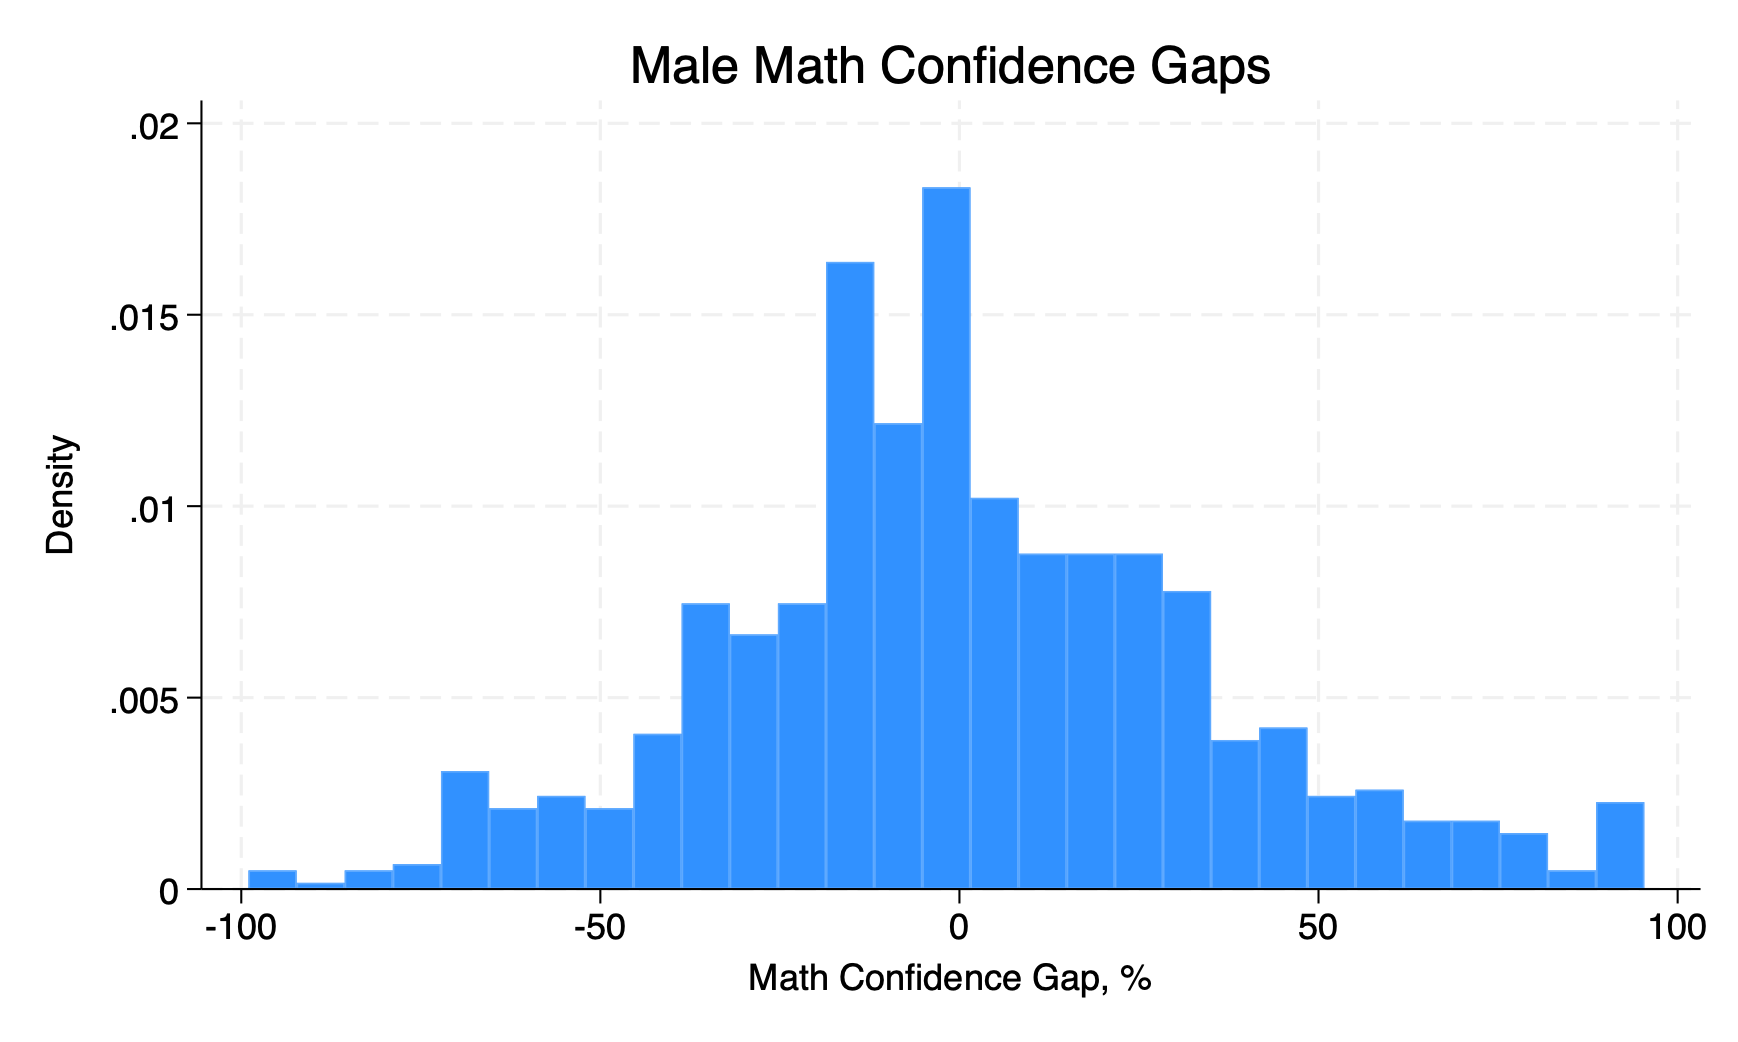 Male Math Confidence Gaps
.02
.015
.01
.005
0
Density
-100 -50 0 50 100
Math Confidence Gap, %